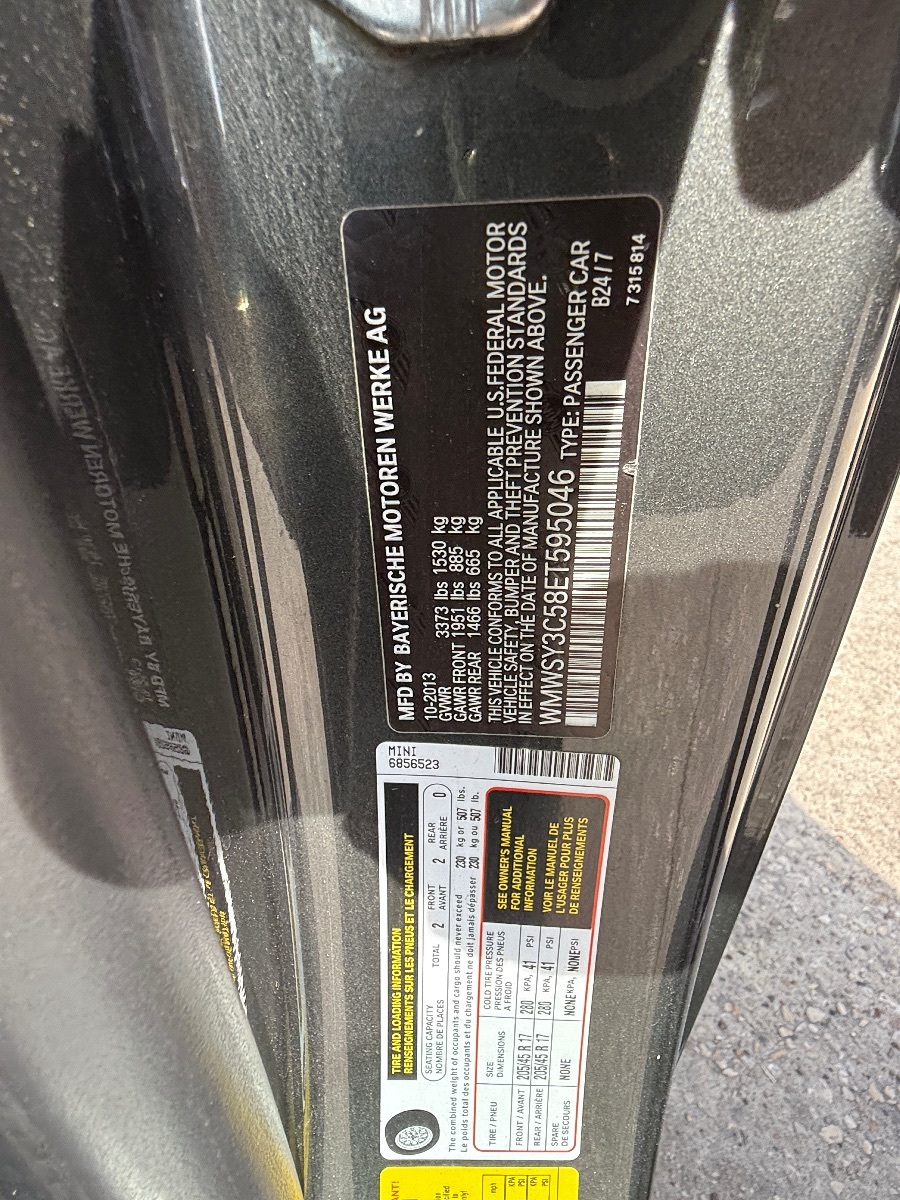 MFD BY BAYERISCHE MOTOREN WERKE AG
10-2013
GVWR 3373 lbs 1530 kg
GAWR FRONT 1951 lbs 885 kg
GAWR REAR 1466 lbs 665 kg
THIS VEHICLE CONFORMS TO ALL APPLICABLE U.S.FEDERAL MOTOR
VEHICLE SAFETY, BUMPER AND THEFT PREVENTION STANDARDS
IN EFFECT ON THE DATE OF MANUFACTURE SHOWN ABOVE.
WMWSY3C58ET595046 TYPE: PASSENGER CAR
B24/7
7 315 814
MINI
6856523
TIRE AND LOADING INFORMATION
RENSEIGNEMENTS SUR LES PNEUS ET LE CHARGEMENT
SEATING CAPACITY TOTAL 2 FRONT 2 REAR 0
NOMBRE DE PLACES AVANT ARRIÈRE
The combined weight of occupants and cargo should never exceed 230 kg or 507 lbs.
Le poids total des occupants et du chargement ne doit jamais dépasser 230 kg ou 507 lb.
TIRE / PNEU SIZE DIMENSIONS COLD TIRE PRESSURE PRESSION DES PNEUS A FROID
FRONT / AVANT 205/45 R 17 280 KPA, 41 PSI
REAR / ARRIÈRE 205/45 R 17 280 KPA, 41 PSI
SPARE DE SECOURS NONE NONE KPA, NONE PSI
SEE OWNER'S MANUAL
FOR ADDITIONAL
INFORMATION
VOIR LE MANUEL DE
L'USAGER POUR PLUS
DE RENSEIGNEMENTS
ANT!
mph
KPA PSI
KPA PSI